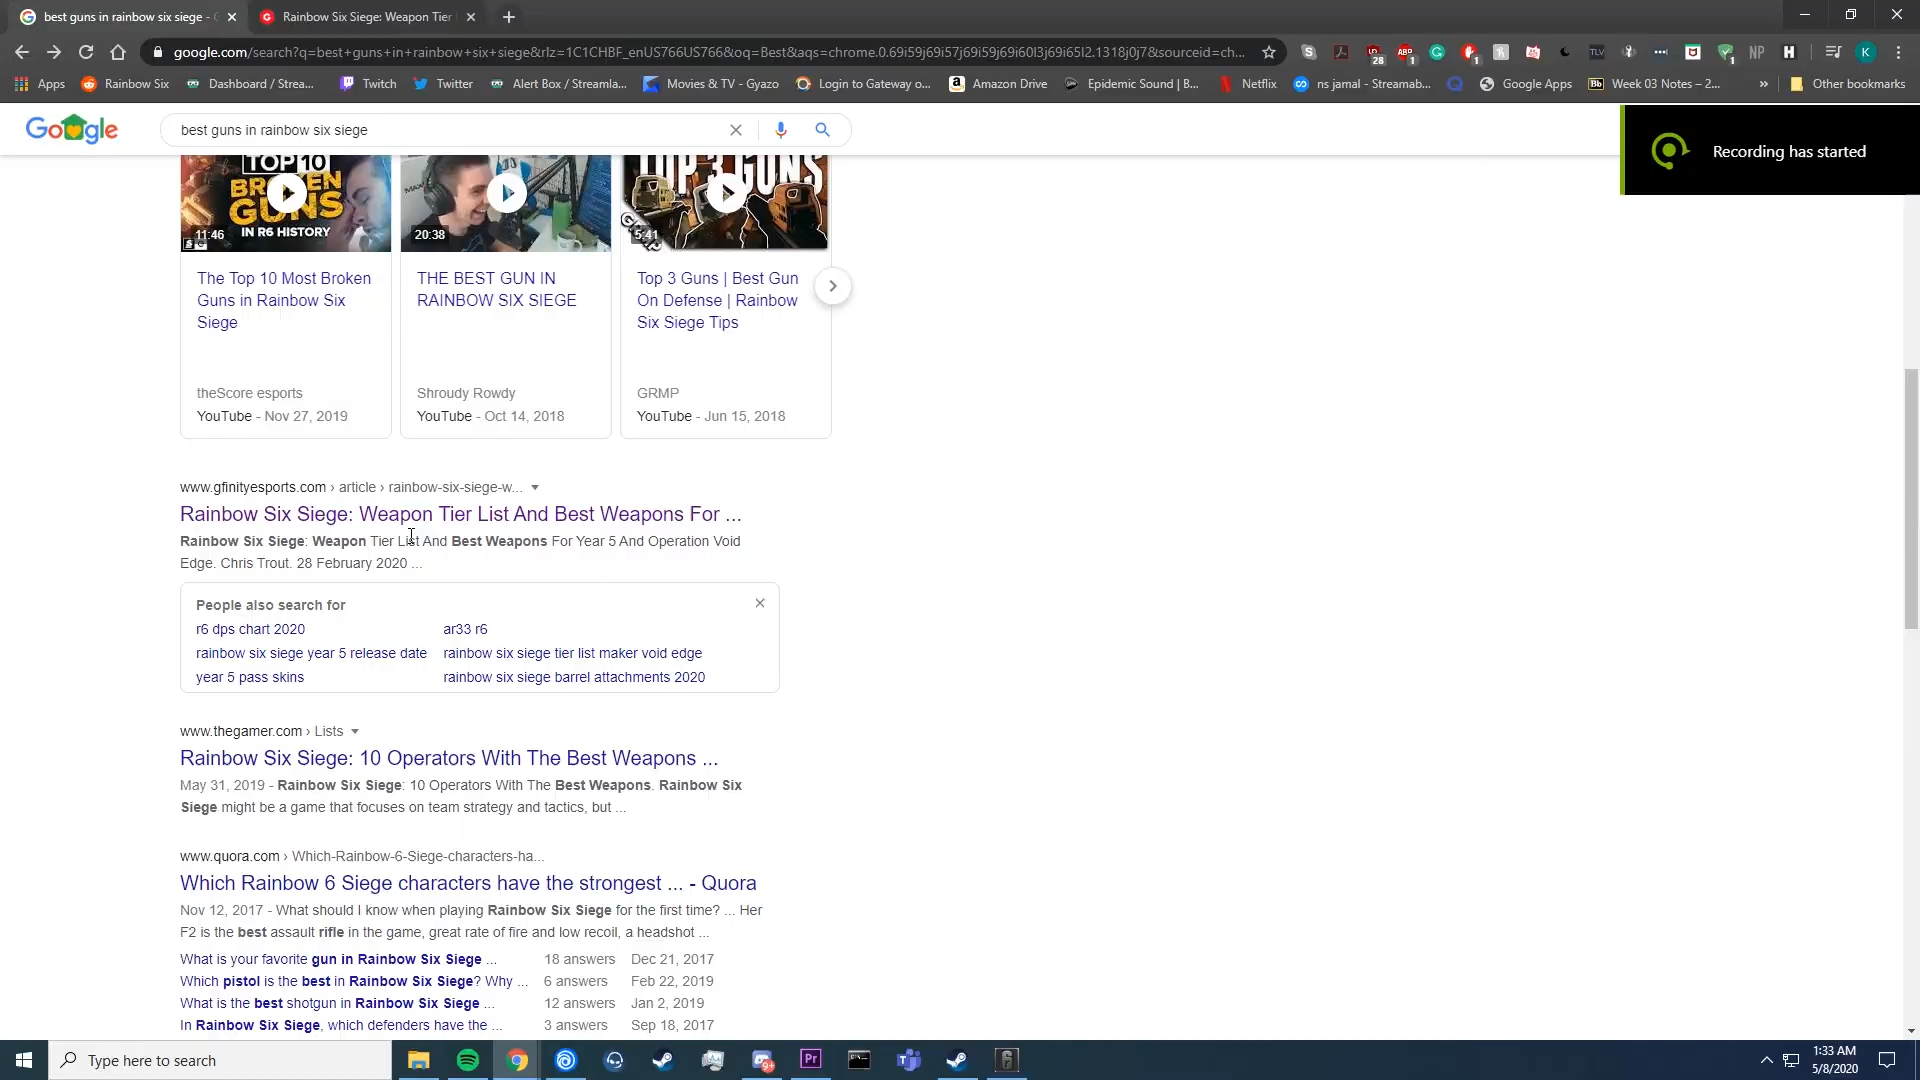 best guns in rainbow six siege - G
Rainbow Six Siege: Weapon Tier
google.com/search?q=best+guns+in+rainbow+six+siege&rlz=1C1CHBF_enUS766US766&oq=Best&aqs=chrome.0.69i59j69i57j69i59j69i60l3j69i65l2.1318j0j7&sourceid=ch...
28
1
1
TLV
1
NP
H
K
Apps
Rainbow Six
Dashboard / Strea...
Twitch
Twitter
Alert Box / Streamla...
Movies & TV - Gyazo
Login to Gateway o...
Amazon Drive
Epidemic Sound | B...
Netflix
ns jamal - Streamab...
Google Apps
Bb
Week 03 Notes – 2...
»
Other bookmarks
best guns in rainbow six siege
Recording has started
TOP 10
BROKEN
GUNS
IN R6 HISTORY
11:46
20:38
TOP 3 GUNS
5:41
The Top 10 Most Broken
Guns in Rainbow Six
Siege
theScore esports
YouTube - Nov 27, 2019
THE BEST GUN IN
RAINBOW SIX SIEGE
Shroudy Rowdy
YouTube - Oct 14, 2018
Top 3 Guns | Best Gun
On Defense | Rainbow
Six Siege Tips
GRMP
YouTube - Jun 15, 2018
www.gfinityesports.com › article › rainbow-six-siege-w...
Rainbow Six Siege: Weapon Tier List And Best Weapons For ...
Rainbow Six Siege: Weapon Tier List And Best Weapons For Year 5 And Operation Void
Edge. Chris Trout. 28 February 2020 ...
People also search for
r6 dps chart 2020
ar33 r6
rainbow six siege year 5 release date
rainbow six siege tier list maker void edge
year 5 pass skins
rainbow six siege barrel attachments 2020
www.thegamer.com › Lists
Rainbow Six Siege: 10 Operators With The Best Weapons ...
May 31, 2019 - Rainbow Six Siege: 10 Operators With The Best Weapons. Rainbow Six
Siege might be a game that focuses on team strategy and tactics, but ...
www.quora.com › Which-Rainbow-6-Siege-characters-ha...
Which Rainbow 6 Siege characters have the strongest ... - Quora
Nov 12, 2017 - What should I know when playing Rainbow Six Siege for the first time? ... Her
F2 is the best assault rifle in the game, great rate of fire and low recoil, a headshot ...
What is your favorite gun in Rainbow Six Siege ... 18 answers Dec 21, 2017
Which pistol is the best in Rainbow Six Siege? Why ... 6 answers Feb 22, 2019
What is the best shotgun in Rainbow Six Siege ... 12 answers Jan 2, 2019
In Rainbow Six Siege, which defenders have the ... 3 answers Sep 18, 2017
Type here to search
Pr
1:33 AM
5/8/2020